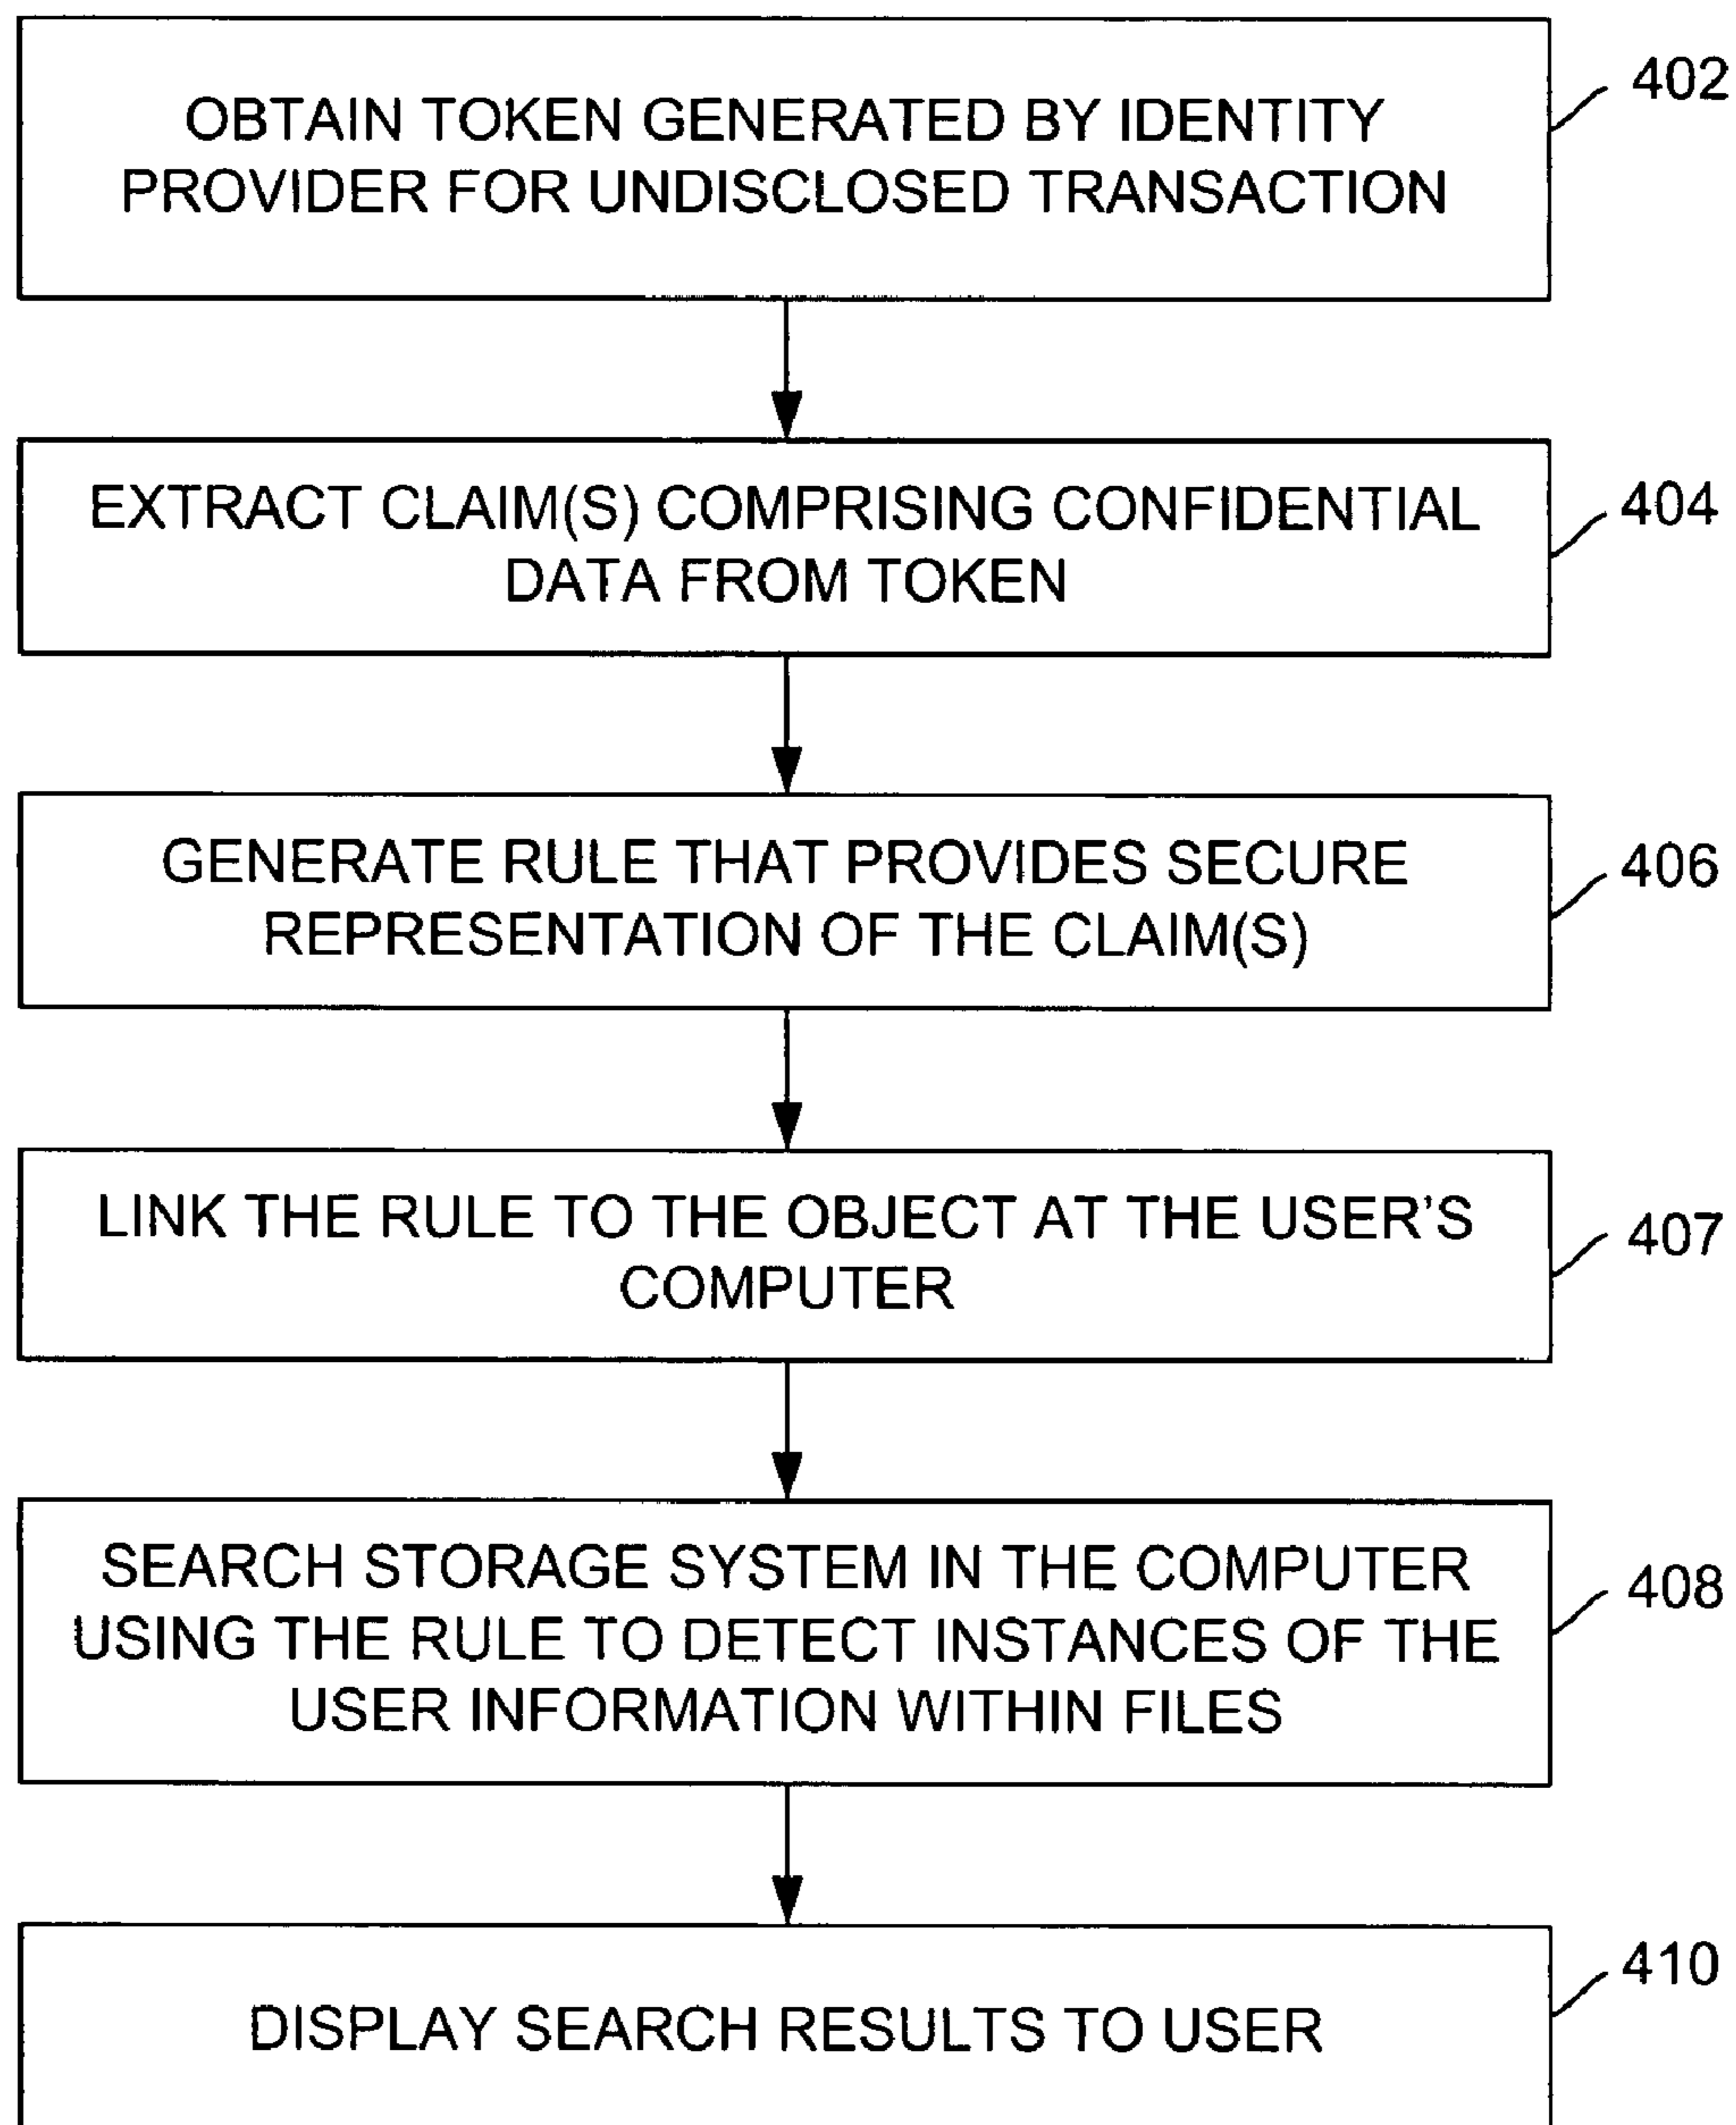 OBTAIN TOKEN GENERATED BY IDENTITY
PROVIDER FOR UNDISCLOSED TRANSACTION
402
EXTRACT CLAIM(S) COMPRISING CONFIDENTIAL
DATA FROM TOKEN
404
GENERATE RULE THAT PROVIDES SECURE
REPRESENTATION OF THE CLAIM(S)
406
LINK THE RULE TO THE OBJECT AT THE USER'S
COMPUTER
407
SEARCH STORAGE SYSTEM IN THE COMPUTER
USING THE RULE TO DETECT INSTANCES OF THE
USER INFORMATION WITHIN FILES
408
DISPLAY SEARCH RESULTS TO USER
410